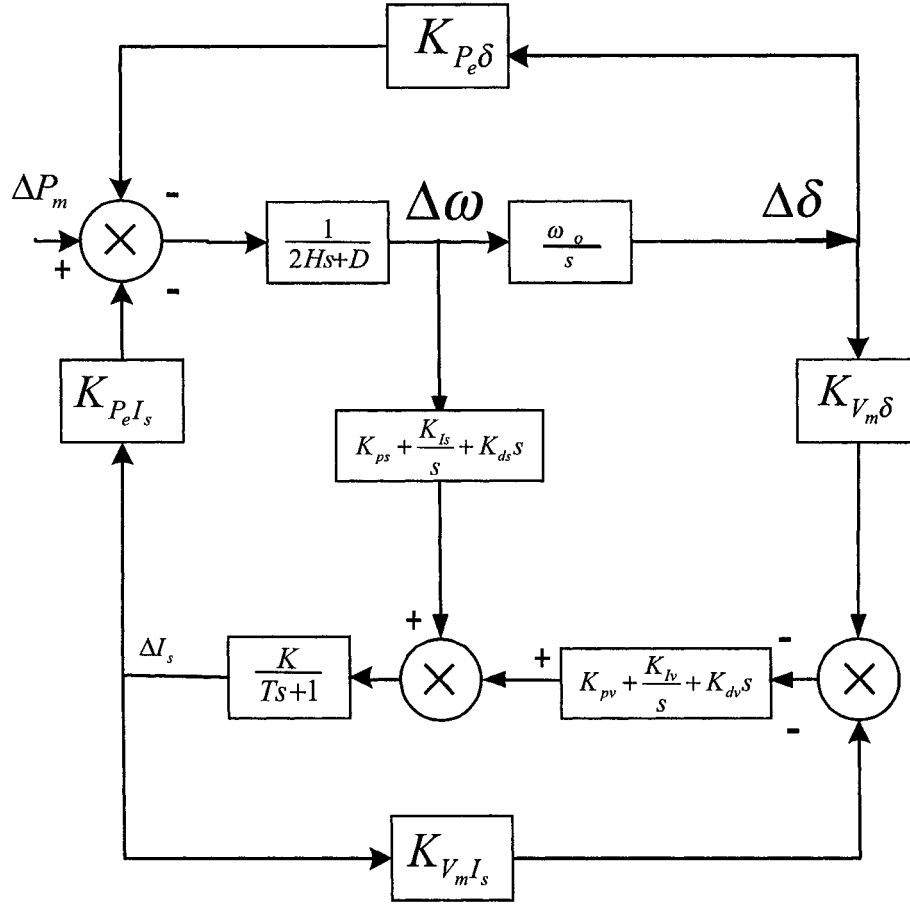 K_{P_e δ}
ΔP_m
-
Δω
Δδ
+
1/(2Hs+D)
ω_o/s
-
K_{P_e I_s}
K_{V_m δ}
K_{ps} + K_{Is}/s + K_{ds}s
+
-
ΔI_s
K/(Ts+1)
+
K_{pv} + K_{Iv}/s + K_{dv}s
-
K_{V_m I_s}